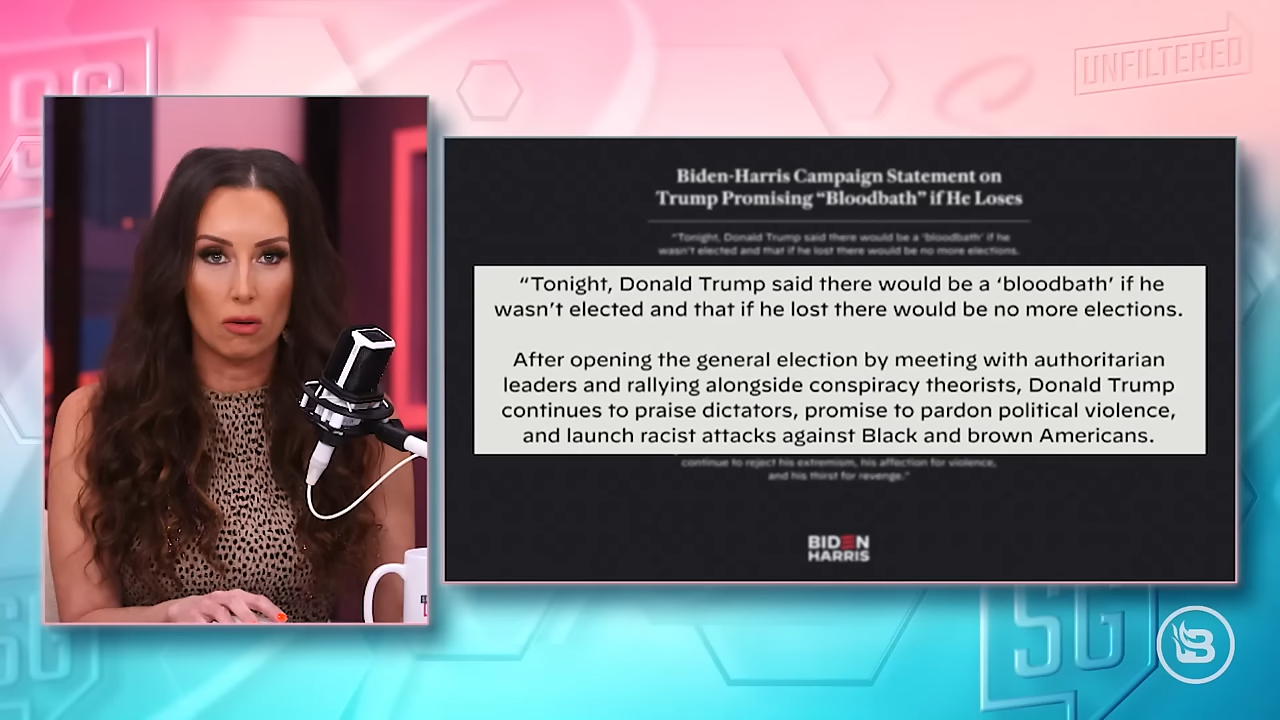 SG
UNFILTERED
Biden-Harris Campaign Statement on
Trump Promising “Bloodbath” if He Loses
“Tonight, Donald Trump said there would be a ‘bloodbath’ if he
wasn’t elected and that if he lost there would be no more elections.
“Tonight, Donald Trump said there would be a ‘bloodbath’ if he
wasn’t elected and that if he lost there would be no more elections.
After opening the general election by meeting with authoritarian
leaders and rallying alongside conspiracy theorists, Donald Trump
continues to praise dictators, promise to pardon political violence,
and launch racist attacks against Black and brown Americans.
continue to reject his extremism, his affection for violence,
and his thirst for revenge.”
BIDEN
HARRIS
SG
SG
B